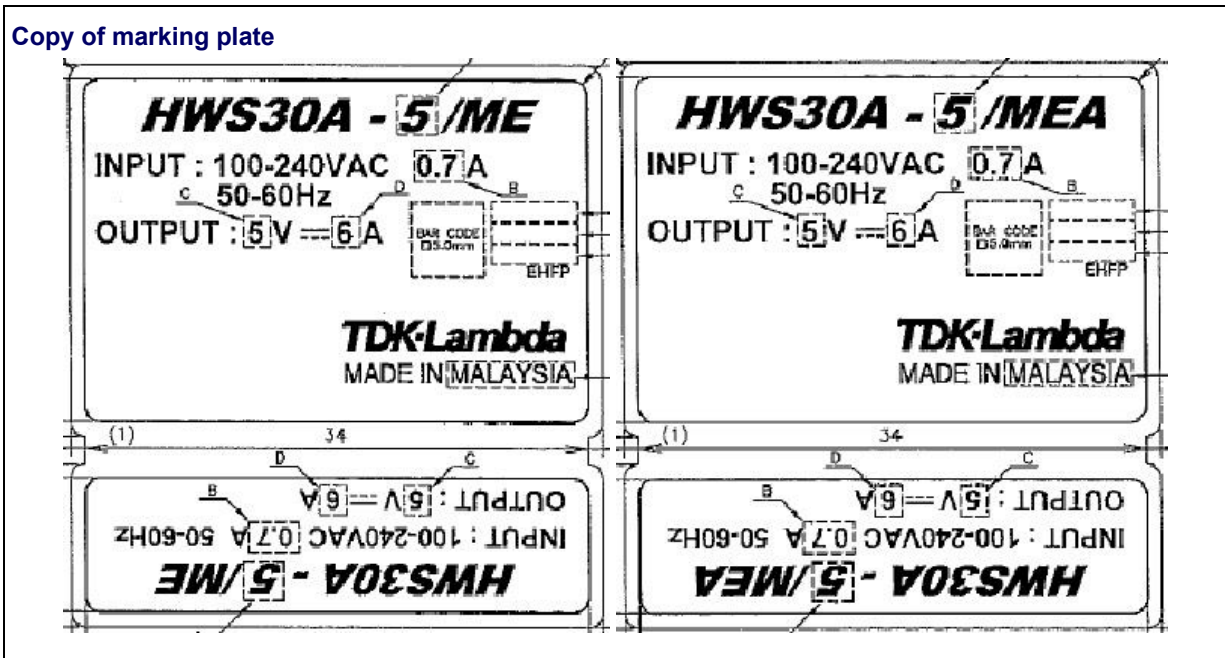 Copy of marking plate
HWS30A - 5 /ME
INPUT : 100-240VAC 0.7 A
B
C 50-60Hz D
OUTPUT : 5 V ⎓ 6 A
BAR CODE
□5.0mm
EHFP
TDK-Lambda
MADE IN MALAYSIA
(1) 34
D C
B
OUTPUT : 5 V ⎓ 6 A
INPUT : 100-240VAC 0.7 A 50-60Hz
HWS30A - 5 /ME
HWS30A - 5 /MEA
INPUT : 100-240VAC 0.7 A
B
C 50-60Hz D
OUTPUT : 5 V ⎓ 6 A
BAR CODE
□5.0mm
EHFP
TDK-Lambda
MADE IN MALAYSIA
(1) 34
D C
B
OUTPUT : 5 V ⎓ 6 A
INPUT : 100-240VAC 0.7 A 50-60Hz
HWS30A - 5 /MEA